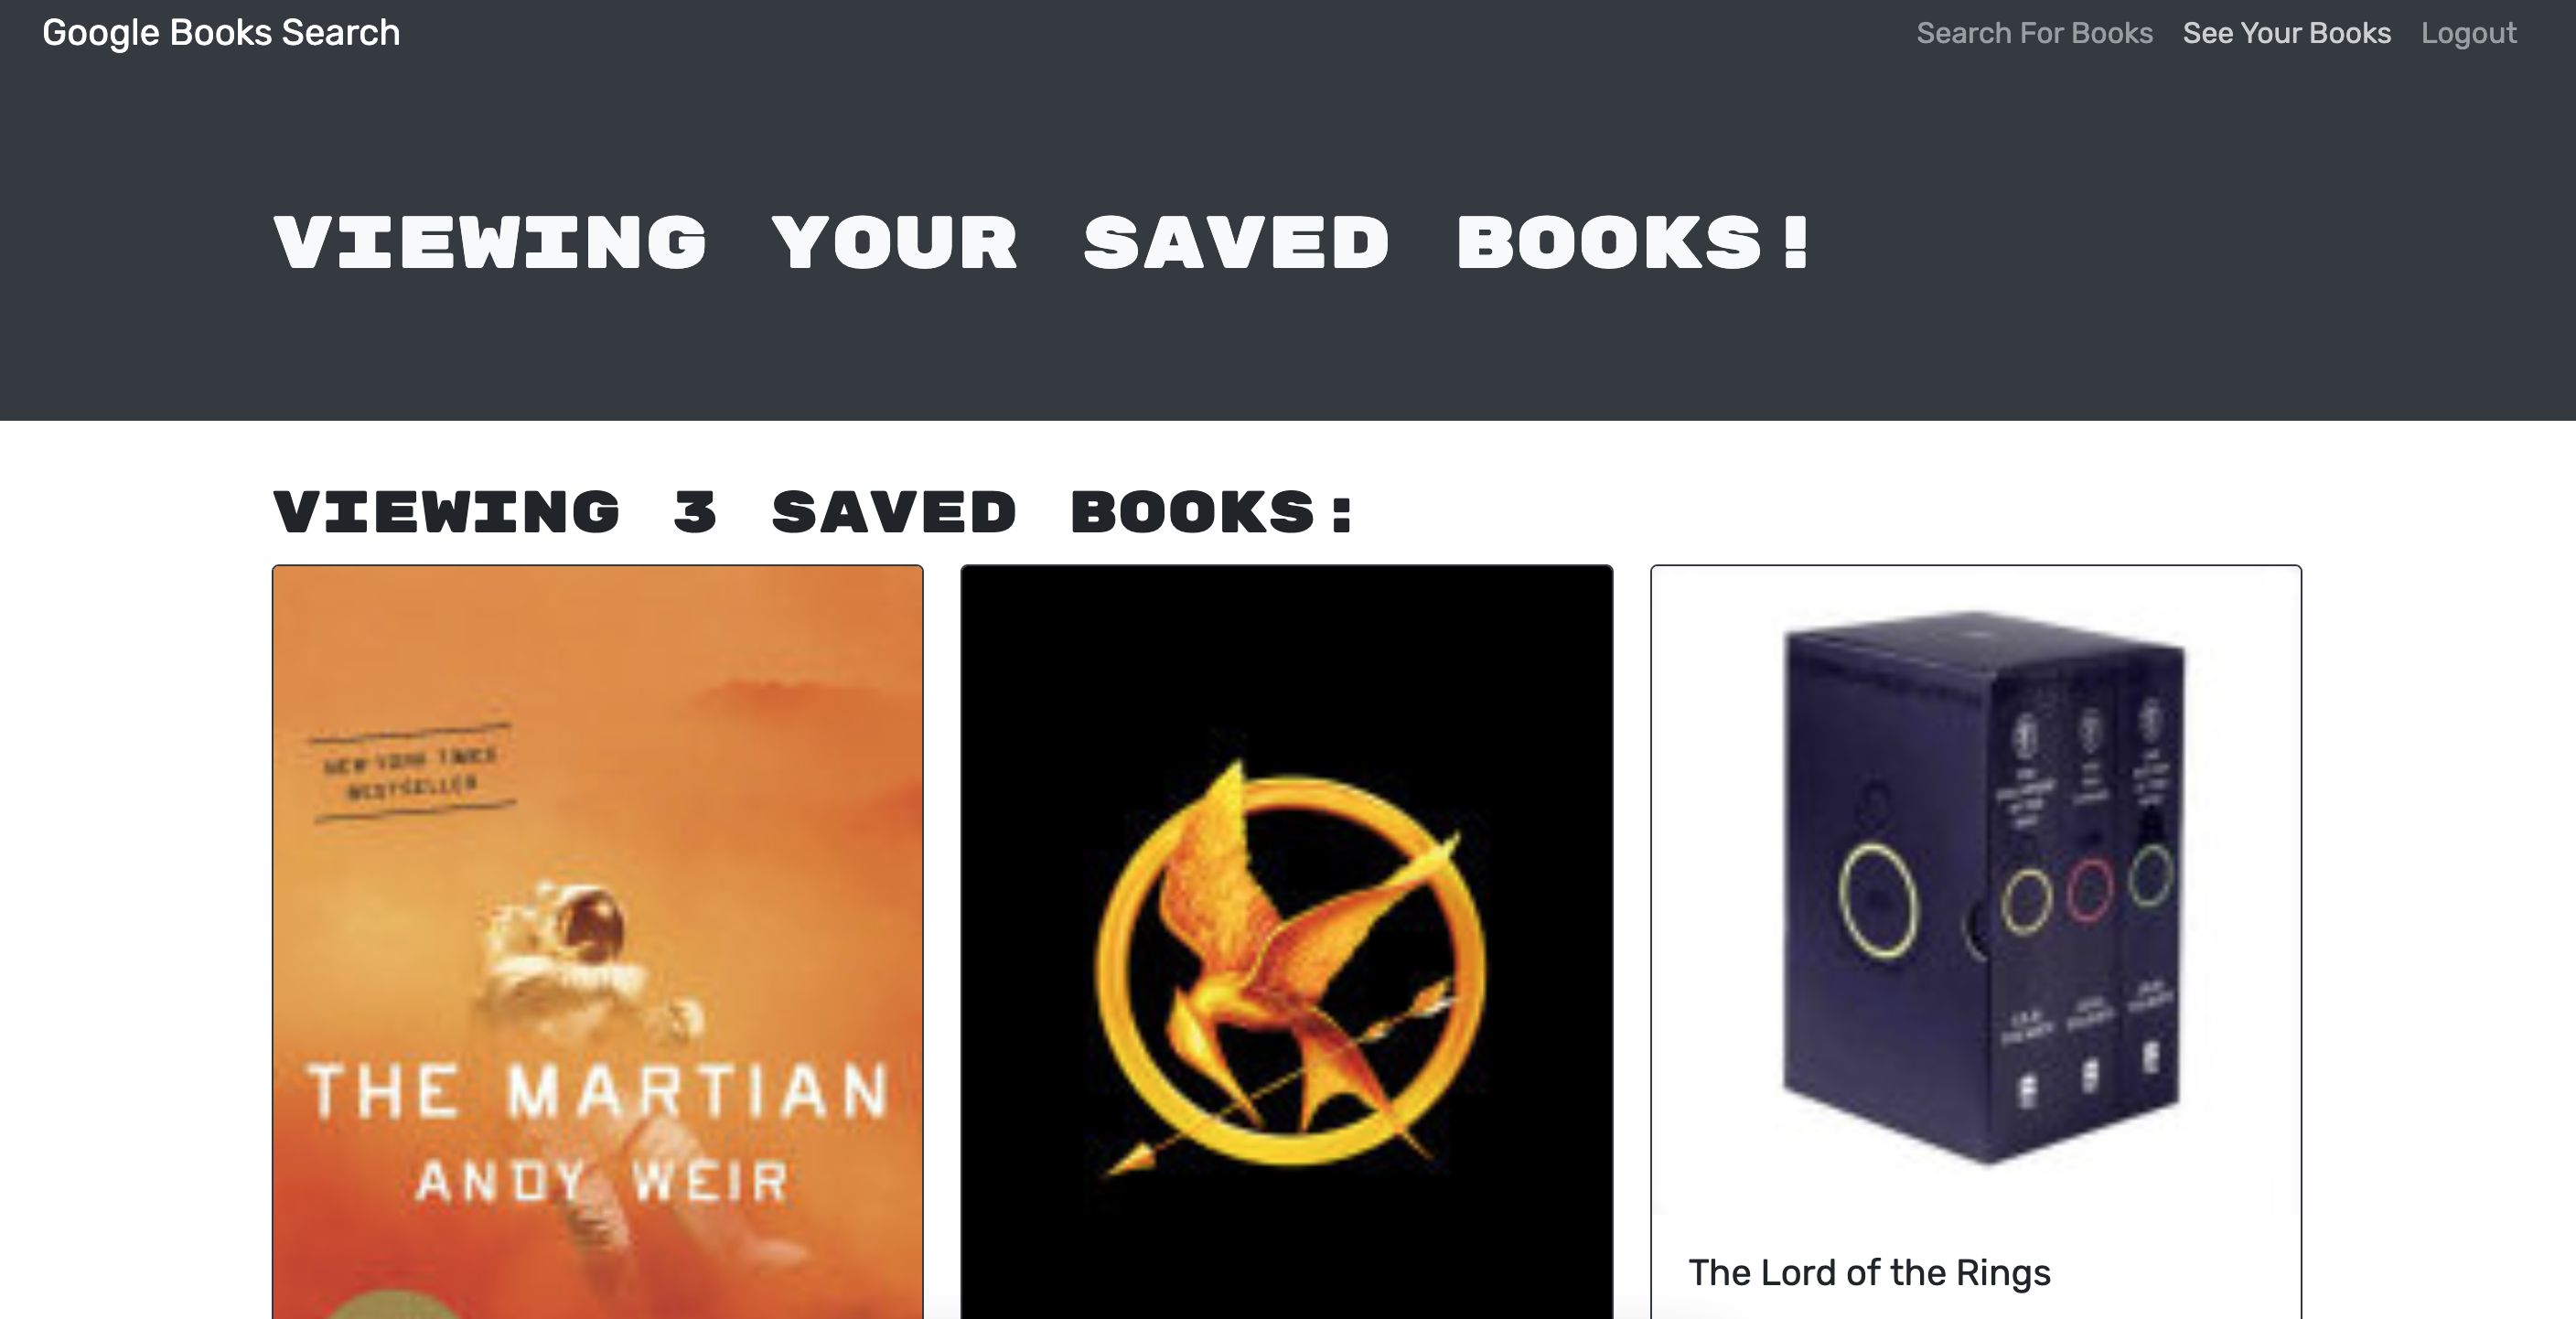 Google Books Search
Search For Books See Your Books Logout
VIEWING YOUR SAVED BOOKS!
VIEWING 3 SAVED BOOKS:
NEW YORK TIMES
BESTSELLER
THE MARTIAN
ANDY WEIR
The Lord of the Rings